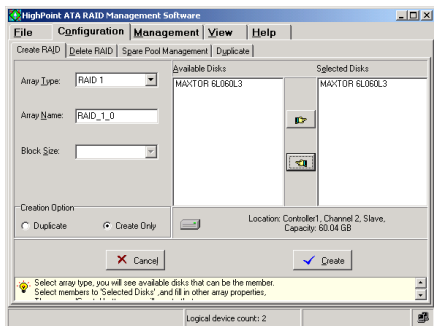 HighPoint ATA RAID Management Software
File Configuration Management View Help
Create RAID Delete RAID Spare Pool Management Duplicate
Available Disks Selected Disks
Array Type: RAID 1 MAXTOR 6L060L3 MAXTOR 6L060L3
Array Name: RAID_1_0
Block Size:
Creation Option
Duplicate Create Only
Location: Controller1, Channel 2, Slave,
Capacity: 60.04 GB
Cancel Create
Select array type, you will see available disks that can be the member.
Select members to 'Selected Disks' ,and fill in other array properties,
Logical device count: 2